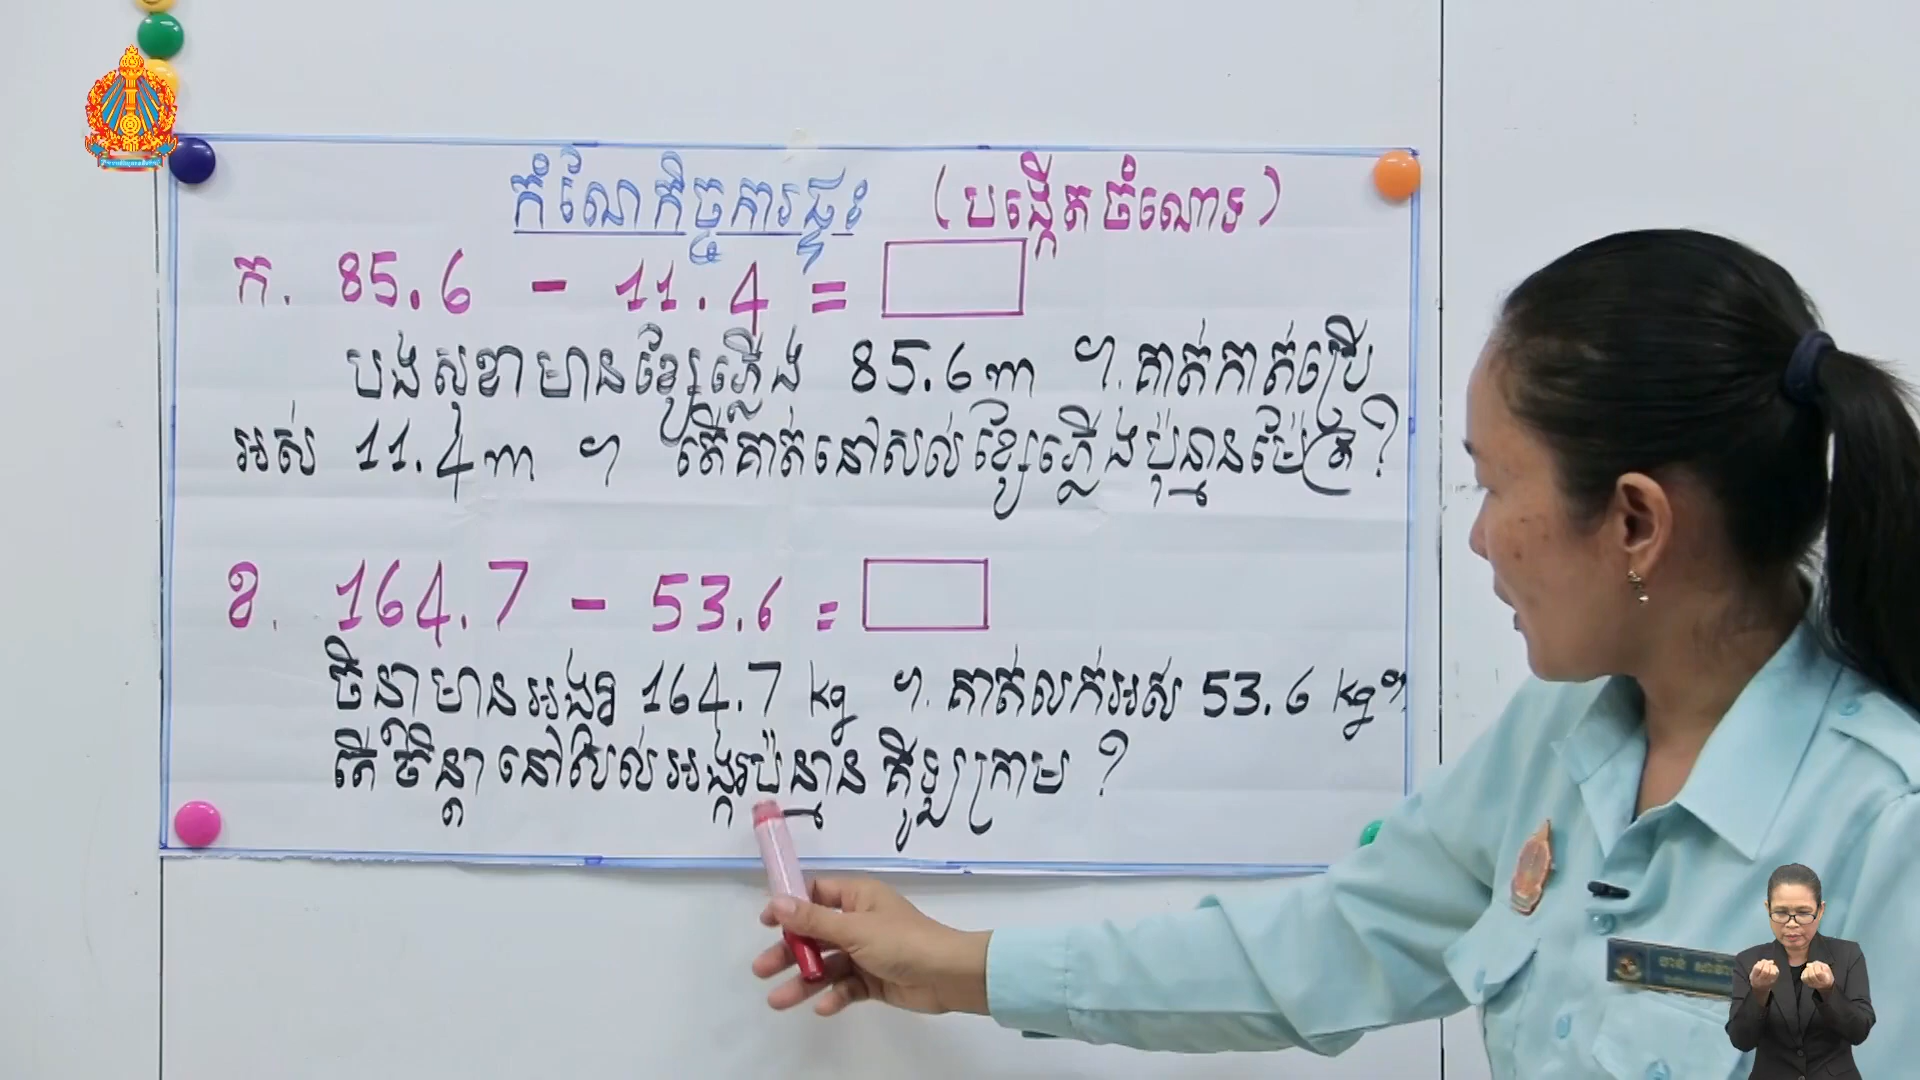 កំណែកិច្ចការផ្ទះ (បង្កើតចំណោទ)
ក. 85.6 - 11.4 =
បងសុខាមានខ្សែភ្លើង 85.6m ។ គាត់កាត់ប្រើ
អស់ 11.4m ។ តើគាត់នៅសល់ខ្សែភ្លើងប៉ុន្មានម៉ែត្រ?
ខ. 164.7 - 53.6 =
ចិន្តាមានអង្ករ 164.7 kg ។ គាត់លក់អស់ 53.6 kg។
តើចិន្តានៅសល់អង្ករប៉ុន្មានគីឡូក្រាម ?